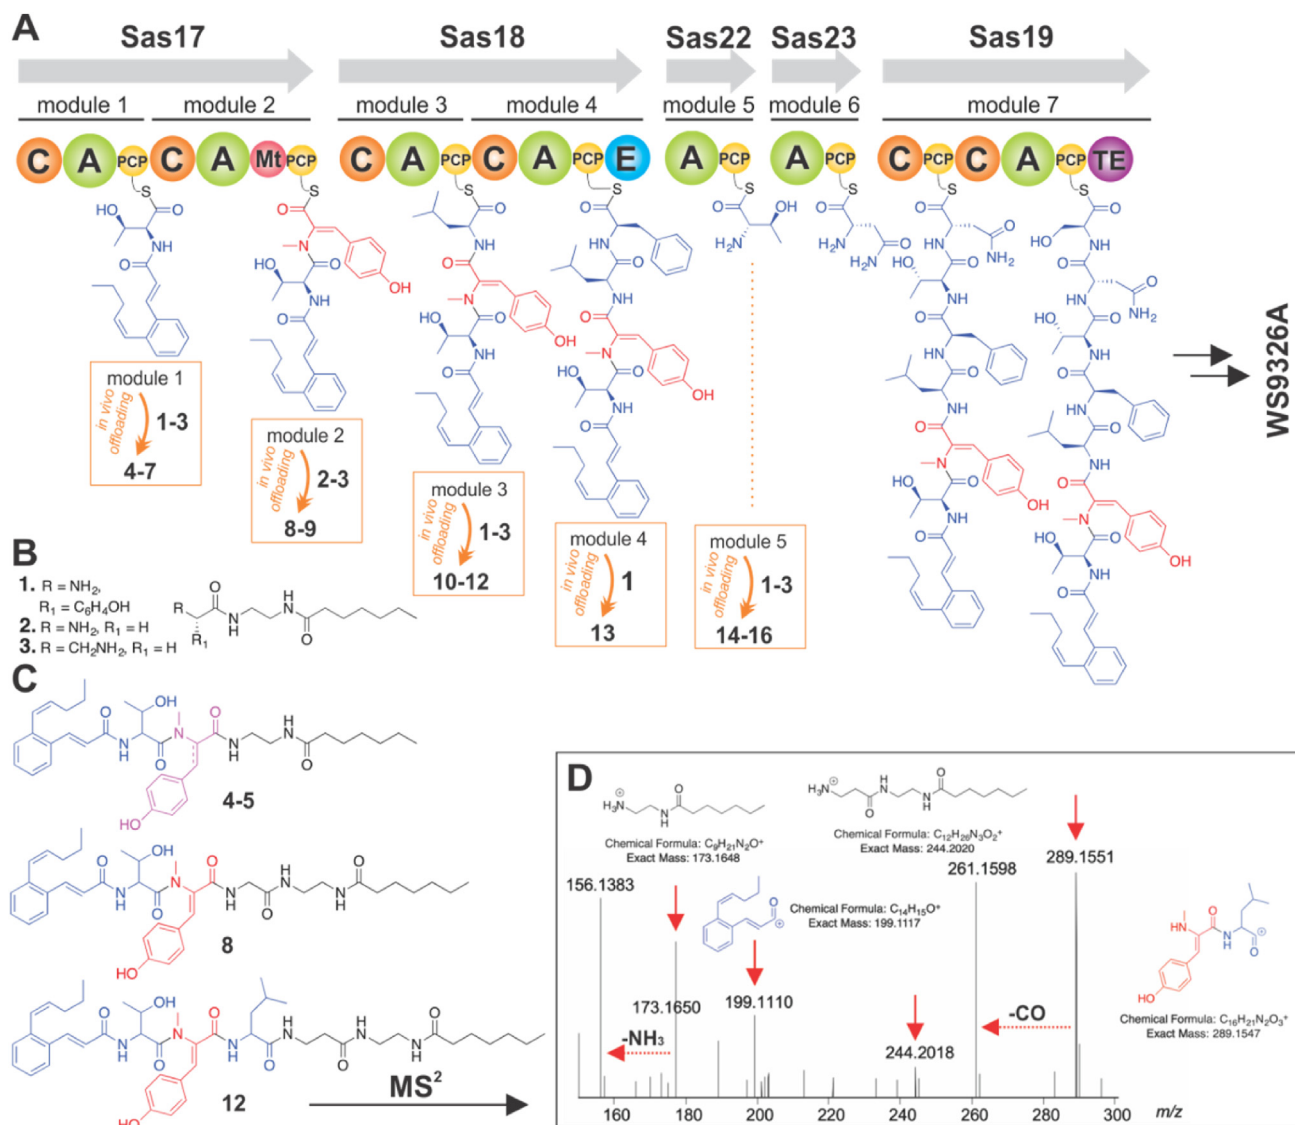 A
Sas17 Sas18 Sas22 Sas23 Sas19
module 1 module 2 module 3 module 4 module 5 module 6 module 7
C A PCP C A Mt PCP C A PCP C A PCP E A PCP A PCP C PCP C A PCP TE
module 1
in vivo offloading
1-3
4-7
module 2
in vivo offloading
2-3
8-9
module 3
in vivo offloading
1-3
10-12
module 4
in vivo offloading
1
13
module 5
in vivo offloading
1-3
14-16
WS9326A
B
1. R = NH₂,
R₁ = C₆H₄OH
2. R = NH₂, R₁ = H
3. R = CH₂NH₂, R₁ = H
C
4-5
8
12
MS²
D
Chemical Formula: C₉H₂₁N₂O⁺
Exact Mass: 173.1648
Chemical Formula: C₁₂H₂₆N₃O₂⁺
Exact Mass: 244.2020
Chemical Formula: C₁₄H₁₅O⁺
Exact Mass: 199.1117
Chemical Formula: C₁₆H₂₁N₂O₃⁺
Exact Mass: 289.1547
156.1383
173.1650
199.1110
244.2018
261.1598
289.1551
-NH₃
-CO
160 180 200 220 240 260 280 300 m/z